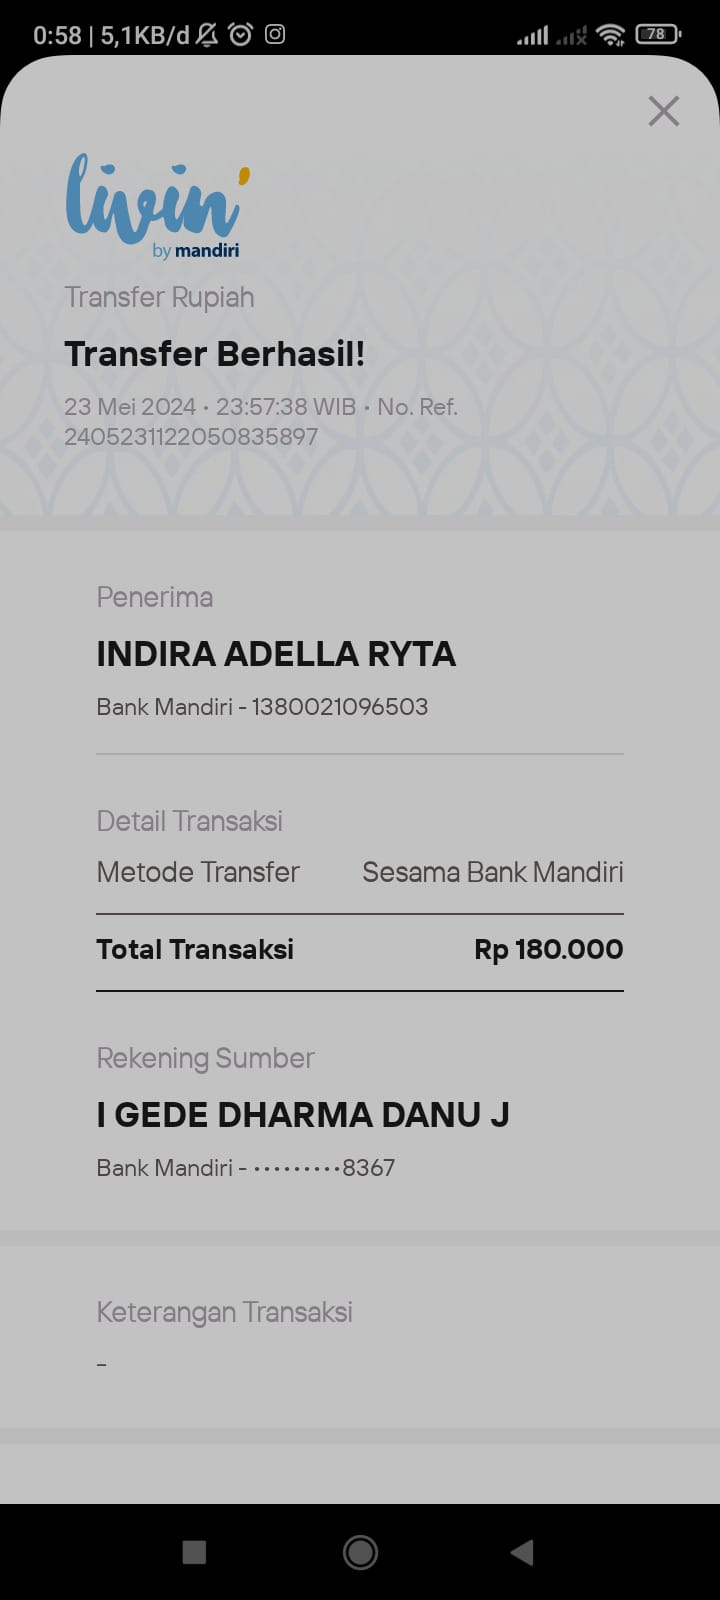 0:58 | 5,1KB/d
78
livin'
by mandiri
Transfer Rupiah
Transfer Berhasil!
23 Mei 2024 • 23:57:38 WIB • No. Ref.
2405231122050835897
Penerima
INDIRA ADELLA RYTA
Bank Mandiri - 1380021096503
Detail Transaksi
Metode Transfer Sesama Bank Mandiri
Total Transaksi Rp 180.000
Rekening Sumber
I GEDE DHARMA DANU J
Bank Mandiri - •••••••••8367
Keterangan Transaksi
-